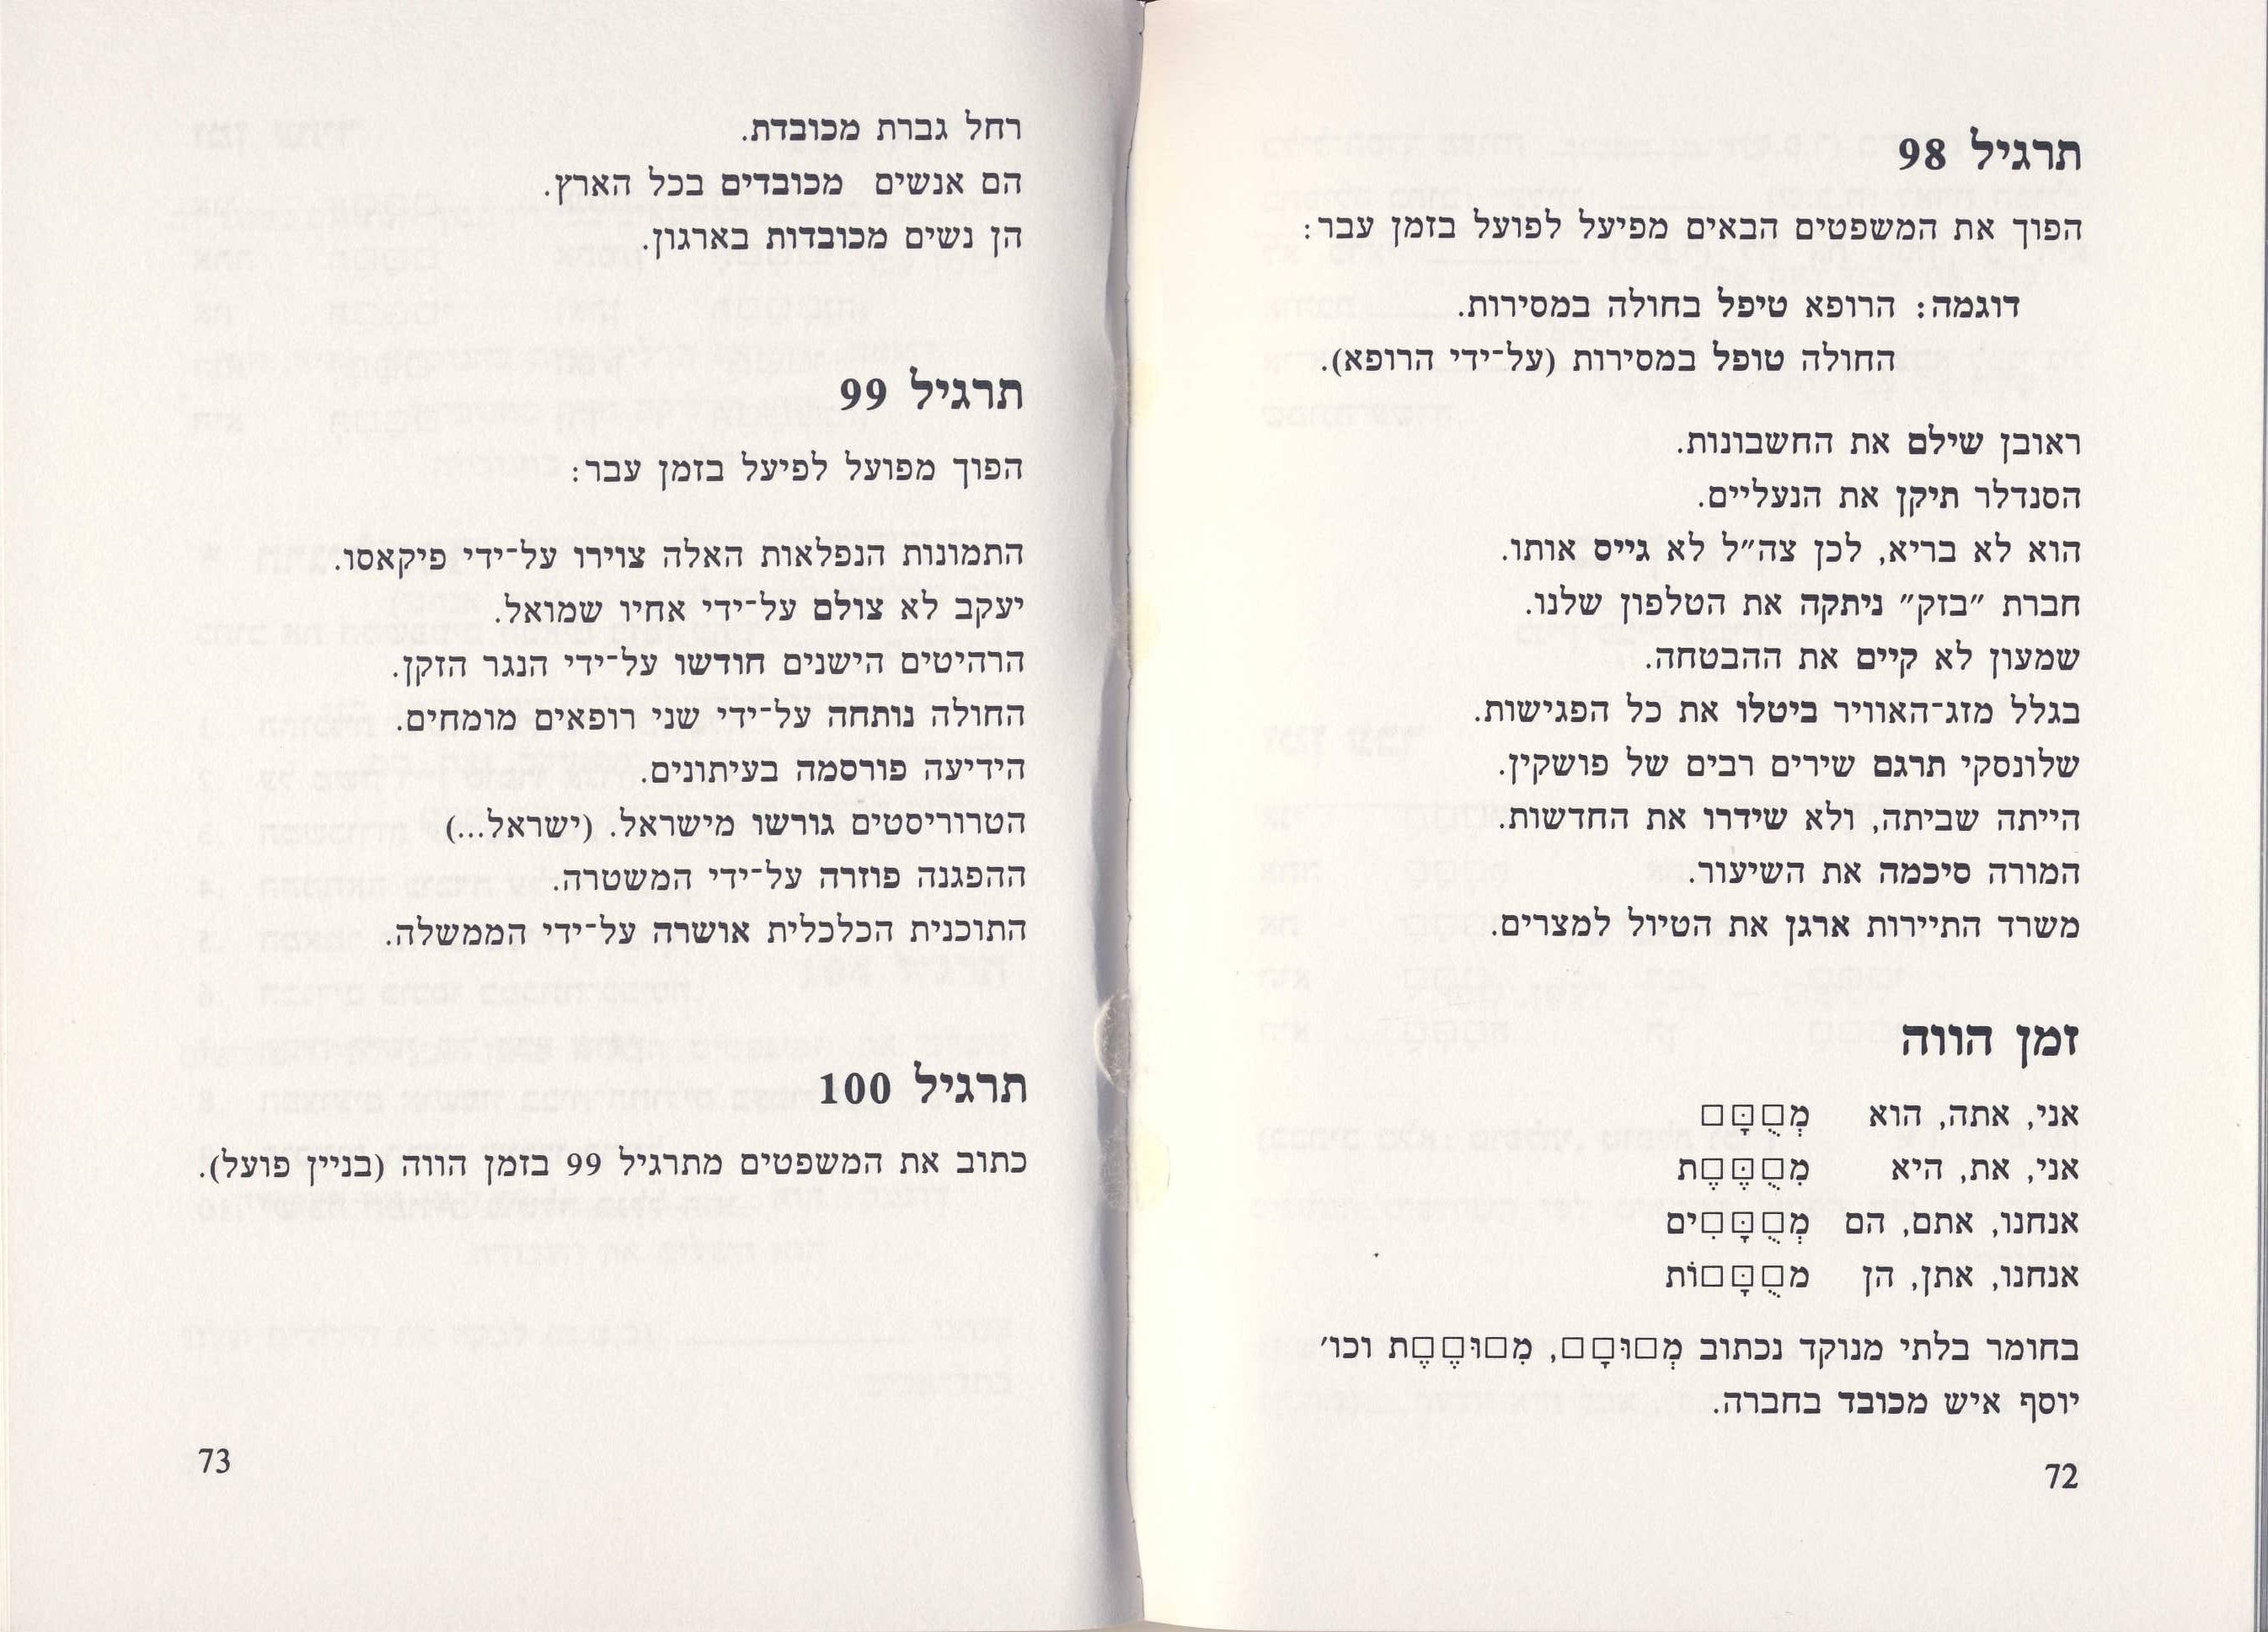 תרגיל 98
הפוך את המשפטים הבאים מפיעל לפועל בזמן עבר:
דוגמה: הרופא טיפל בחולה במסירות.
החולה טופל במסירות (על־ידי הרופא).
ראובן שילם את החשבונות.
הסנדלר תיקן את הנעליים.
הוא לא בריא, לכן צה״ל לא גייס אותו.
חברת ״בזק״ ניתקה את הטלפון שלנו.
שמעון לא קיים את ההבטחה.
בגלל מזג־האוויר ביטלו את כל הפגישות.
שלונסקי תרגם שירים רבים של פושקין.
הייתה שביתה, ולא שידרו את החדשות.
המורה סיכמה את השיעור.
משרד התיירות ארגן את הטיול למצרים.
זמן הווה
אני, אתה, הוא מְ□ֻ□ָּ□
אני, את, היא מְ□ֻ□ֶּ□ֶת
אנחנו, אתם, הם מְ□ֻ□ָּ□ִים
אנחנו, אתן, הן מ□ֻ□ָּ□וֹת
בחומר בלתי מנוקד נכתוב מְ□וּ□ָ□, מְ□וּ□ֶ□ֶת וכו׳
יוסף איש מכובד בחברה.
72
רחל גברת מכובדת.
הם אנשים מכובדים בכל הארץ.
הן נשים מכובדות בארגון.
תרגיל 99
הפוך מפועל לפיעל בזמן עבר:
התמונות הנפלאות האלה צוירו על־ידי פיקאסו.
יעקב לא צולם על־ידי אחיו שמואל.
הרהיטים הישנים חודשו על־ידי הנגר הזקן.
החולה נותחה על־ידי שני רופאים מומחים.
הידיעה פורסמה בעיתונים.
הטרוריסטים גורשו מישראל. (ישראל...)
ההפגנה פוזרה על־ידי המשטרה.
התוכנית הכלכלית אושרה על־ידי הממשלה.
תרגיל 100
כתוב את המשפטים מתרגיל 99 בזמן הווה (בניין פועל).
73